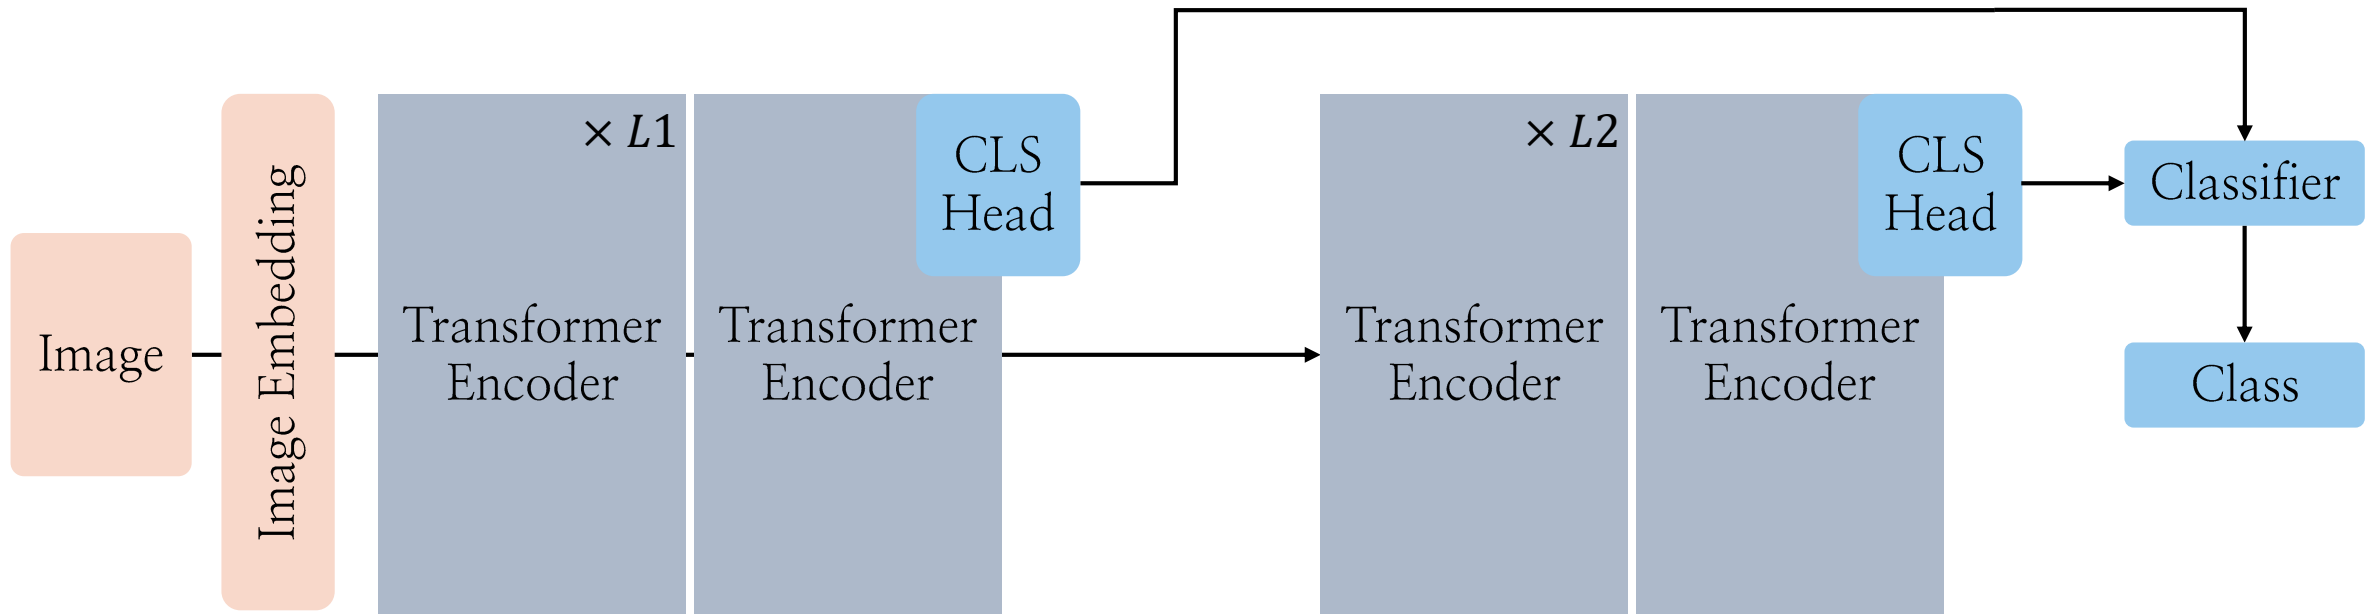 Image
Image Embedding
× L1
Transformer
Encoder
Transformer
Encoder
CLS
Head
× L2
Transformer
Encoder
Transformer
Encoder
CLS
Head
Classifier
Class